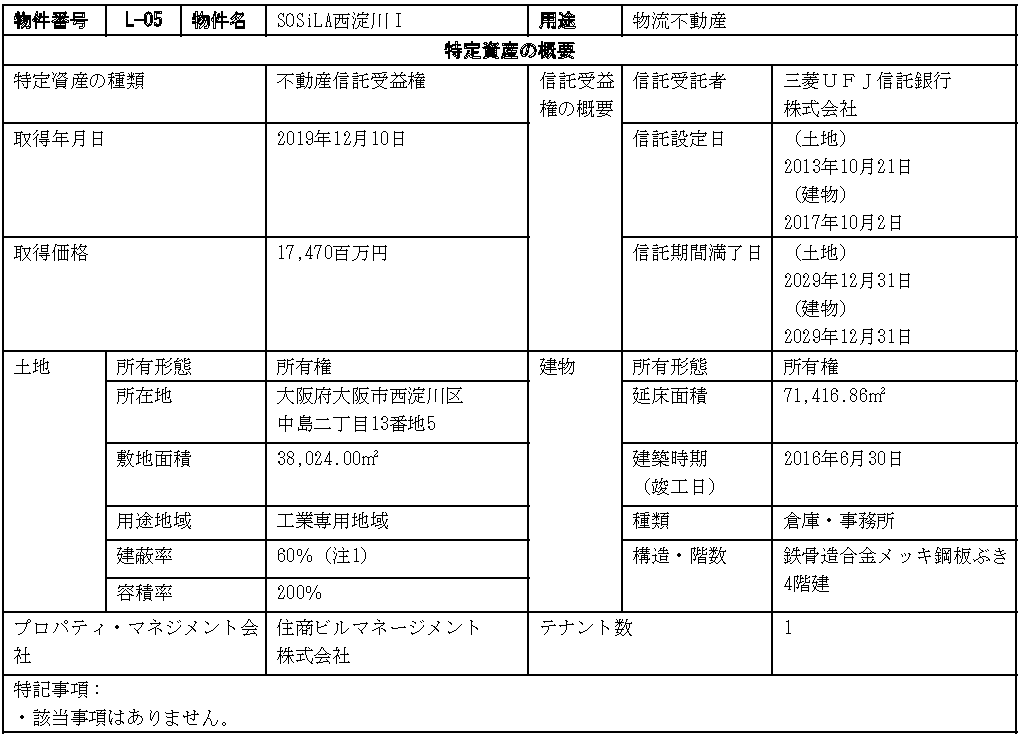 物件番号 L-05 物件名 SOSiLA西淀川Ⅰ 用途 物流不動産
特定資産の概要
特定資産の種類 不動産信託受益権 信託受益 信託受託者 三菱ＵＦＪ信託銀行
権の概要 株式会社
取得年月日 2019年12月10日 信託設定日 （土地）
2013年10月21日
（建物）
2017年10月2日
取得価格 17,470百万円 信託期間満了日 （土地）
2029年12月31日
（建物）
2029年12月31日
土地 所有形態 所有権 建物 所有形態 所有権
所在地 大阪府大阪市西淀川区 延床面積 71,416.86㎡
中島二丁目13番地5
敷地面積 38,024.00㎡ 建築時期 2016年6月30日
（竣工日）
用途地域 工業専用地域 種類 倉庫・事務所
建蔽率 60%（注1） 構造・階数 鉄骨造合金メッキ鋼板ぶき
4階建
容積率 200%
プロパティ・マネジメント会 住商ビルマネージメント テナント数 1
社 株式会社
特記事項：
・該当事項はありません。